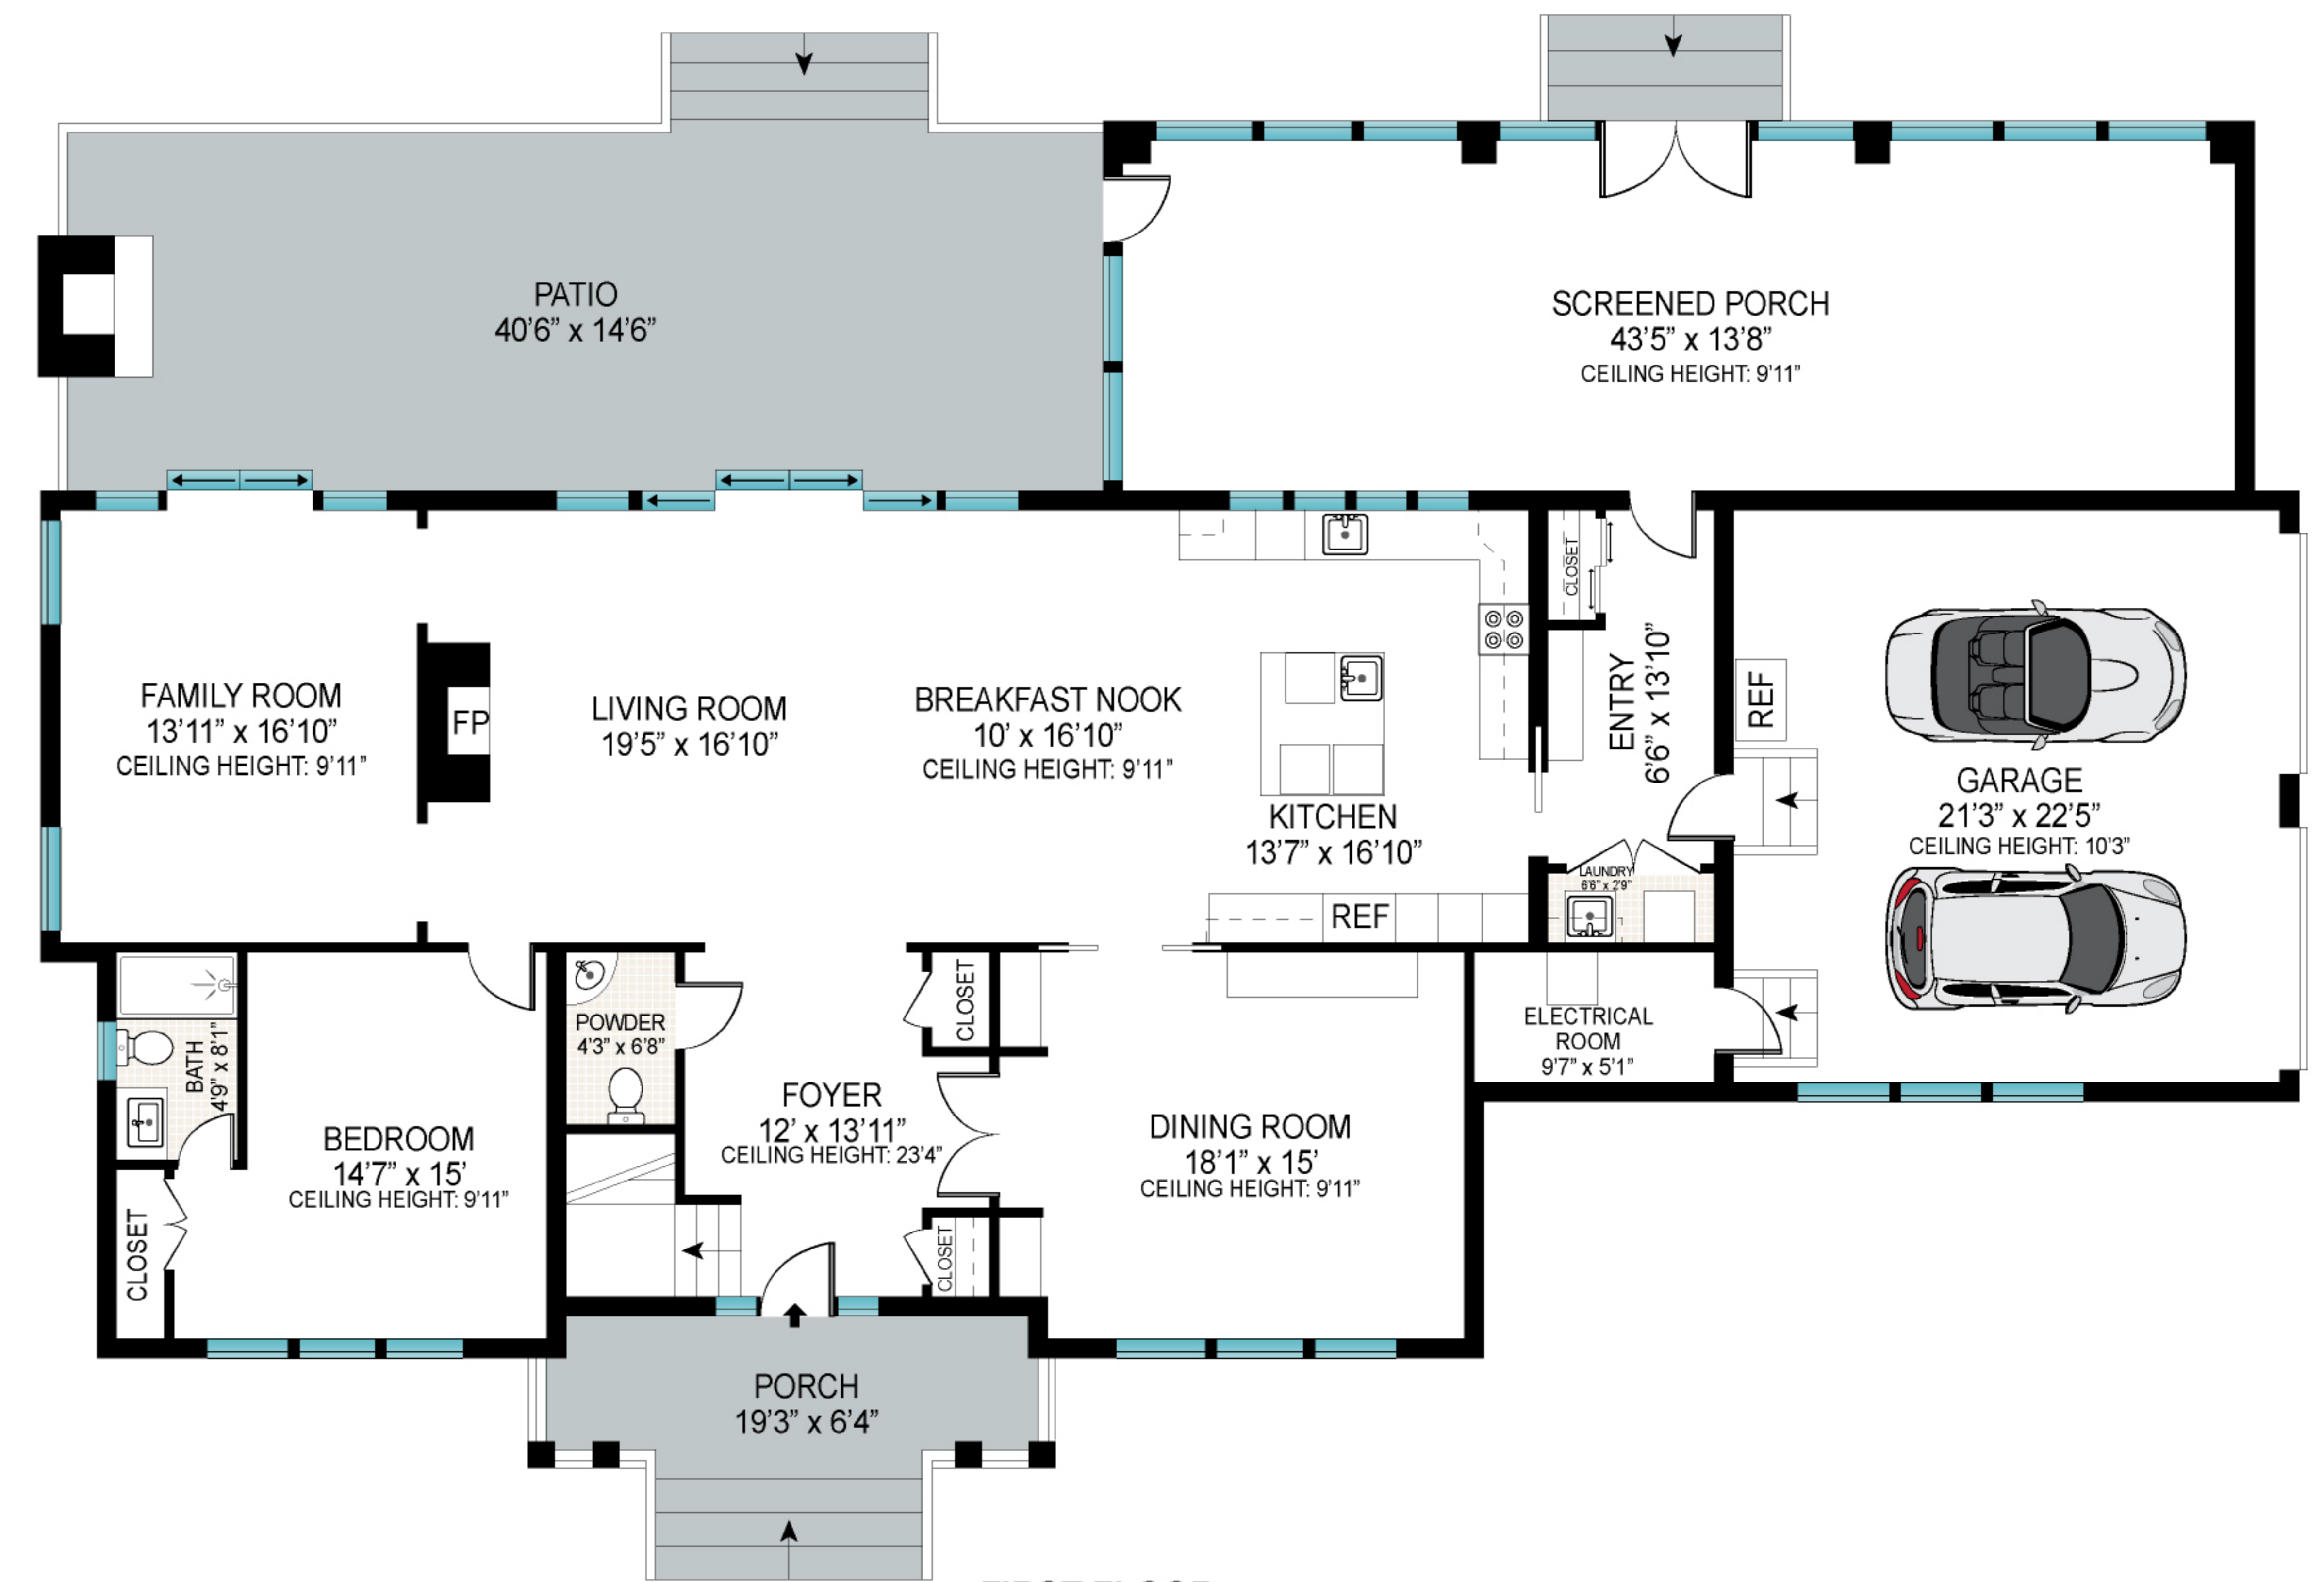 PATIO
40'6” x 14'6”
SCREENED PORCH
43'5” x 13'8”
CEILING HEIGHT: 9'11”
FAMILY ROOM
13'11” x 16'10”
CEILING HEIGHT: 9'11”
FP
LIVING ROOM
19'5” x 16'10”
BREAKFAST NOOK
10' x 16'10”
CEILING HEIGHT: 9'11”
KITCHEN
13'7” x 16'10”
REF
CLOSET
ENTRY
6'6” x 13'10”
LAUNDRY
6'6” x 2'9”
REF
GARAGE
21'3” x 22'5”
CEILING HEIGHT: 10'3”
BATH
4'9” x 8'1”
BEDROOM
14'7” x 15'
CEILING HEIGHT: 9'11”
CLOSET
POWDER
4'3” x 6'8”
FOYER
12' x 13'11”
CEILING HEIGHT: 23'4”
CLOSET
CLOSET
DINING ROOM
18'1” x 15'
CEILING HEIGHT: 9'11”
ELECTRICAL
ROOM
9'7” x 5'1”
PORCH
19'3” x 6'4”